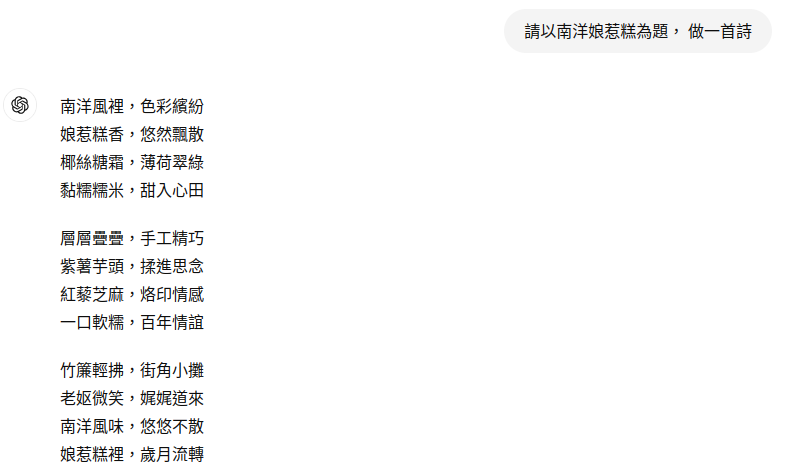 請以南洋娘惹糕為題， 做一首詩
南洋風裡，色彩繽紛
娘惹糕香，悠然飄散
椰絲糖霜，薄荷翠綠
黏糯糯米，甜入心田
層層疊疊，手工精巧
紫薯芋頭，揉進思念
紅藜芝麻，烙印情感
一口軟糯，百年情誼
竹簾輕拂，街角小攤
老妪微笑，娓娓道來
南洋風味，悠悠不散
娘惹糕裡，歲月流轉